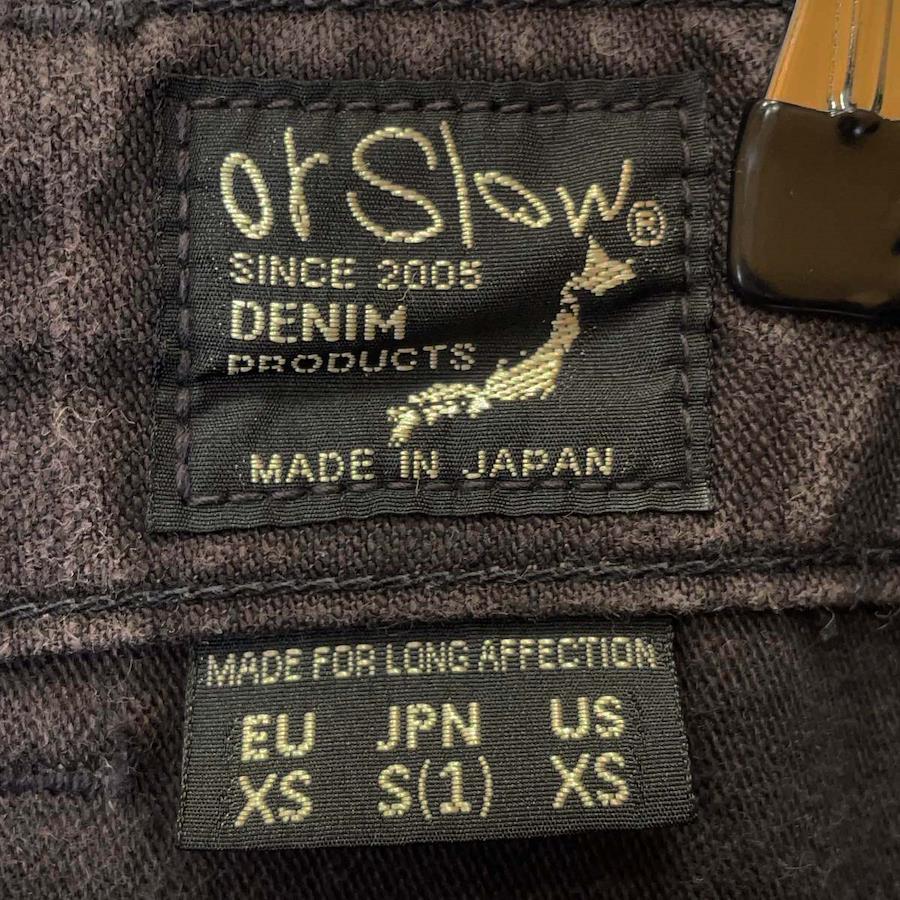 orSlow®
SINCE 2005
DENIM
PRODUCTS
MADE IN JAPAN
MADE FOR LONG AFFECTION
EU JPN US
XS S(1) XS